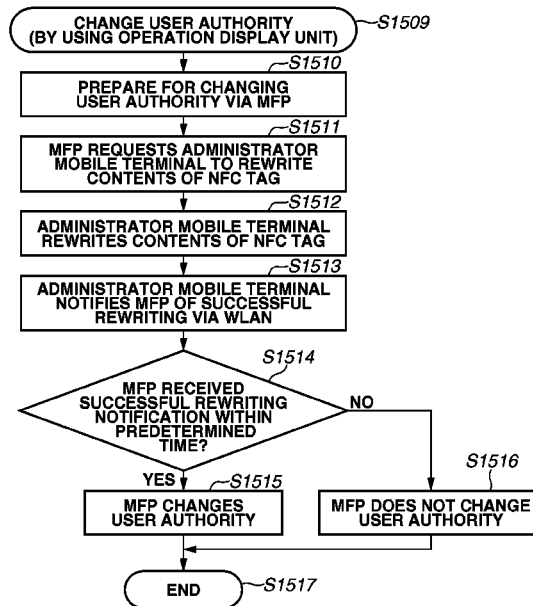 CHANGE USER AUTHORITY
(BY USING OPERATION DISPLAY UNIT)
S1509
S1510
PREPARE FOR CHANGING
USER AUTHORITY VIA MFP
S1511
MFP REQUESTS ADMINISTRATOR
MOBILE TERMINAL TO REWRITE
CONTENTS OF NFC TAG
S1512
ADMINISTRATOR MOBILE TERMINAL
REWRITES CONTENTS OF NFC TAG
S1513
ADMINISTRATOR MOBILE TERMINAL
NOTIFIES MFP OF SUCCESSFUL
REWRITING VIA WLAN
S1514
MFP RECEIVED
SUCCESSFUL REWRITING
NOTIFICATION WITHIN
PREDETERMINED
TIME?
NO
YES
S1515
MFP CHANGES
USER AUTHORITY
S1516
MFP DOES NOT CHANGE
USER AUTHORITY
END
S1517